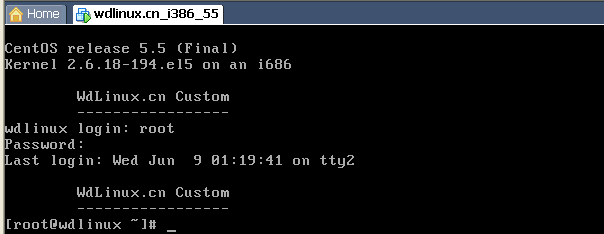 Home wdlinux.cn_i386_55
CentOS release 5.5 (Final)
Kernel 2.6.18-194.el5 on an i686
WdLinux.cn Custom
-----------------
wdlinux login: root
Password:
Last login: Wed Jun  9 01:19:41 on tty2
WdLinux.cn Custom
-----------------
[root@wdlinux ~]# _